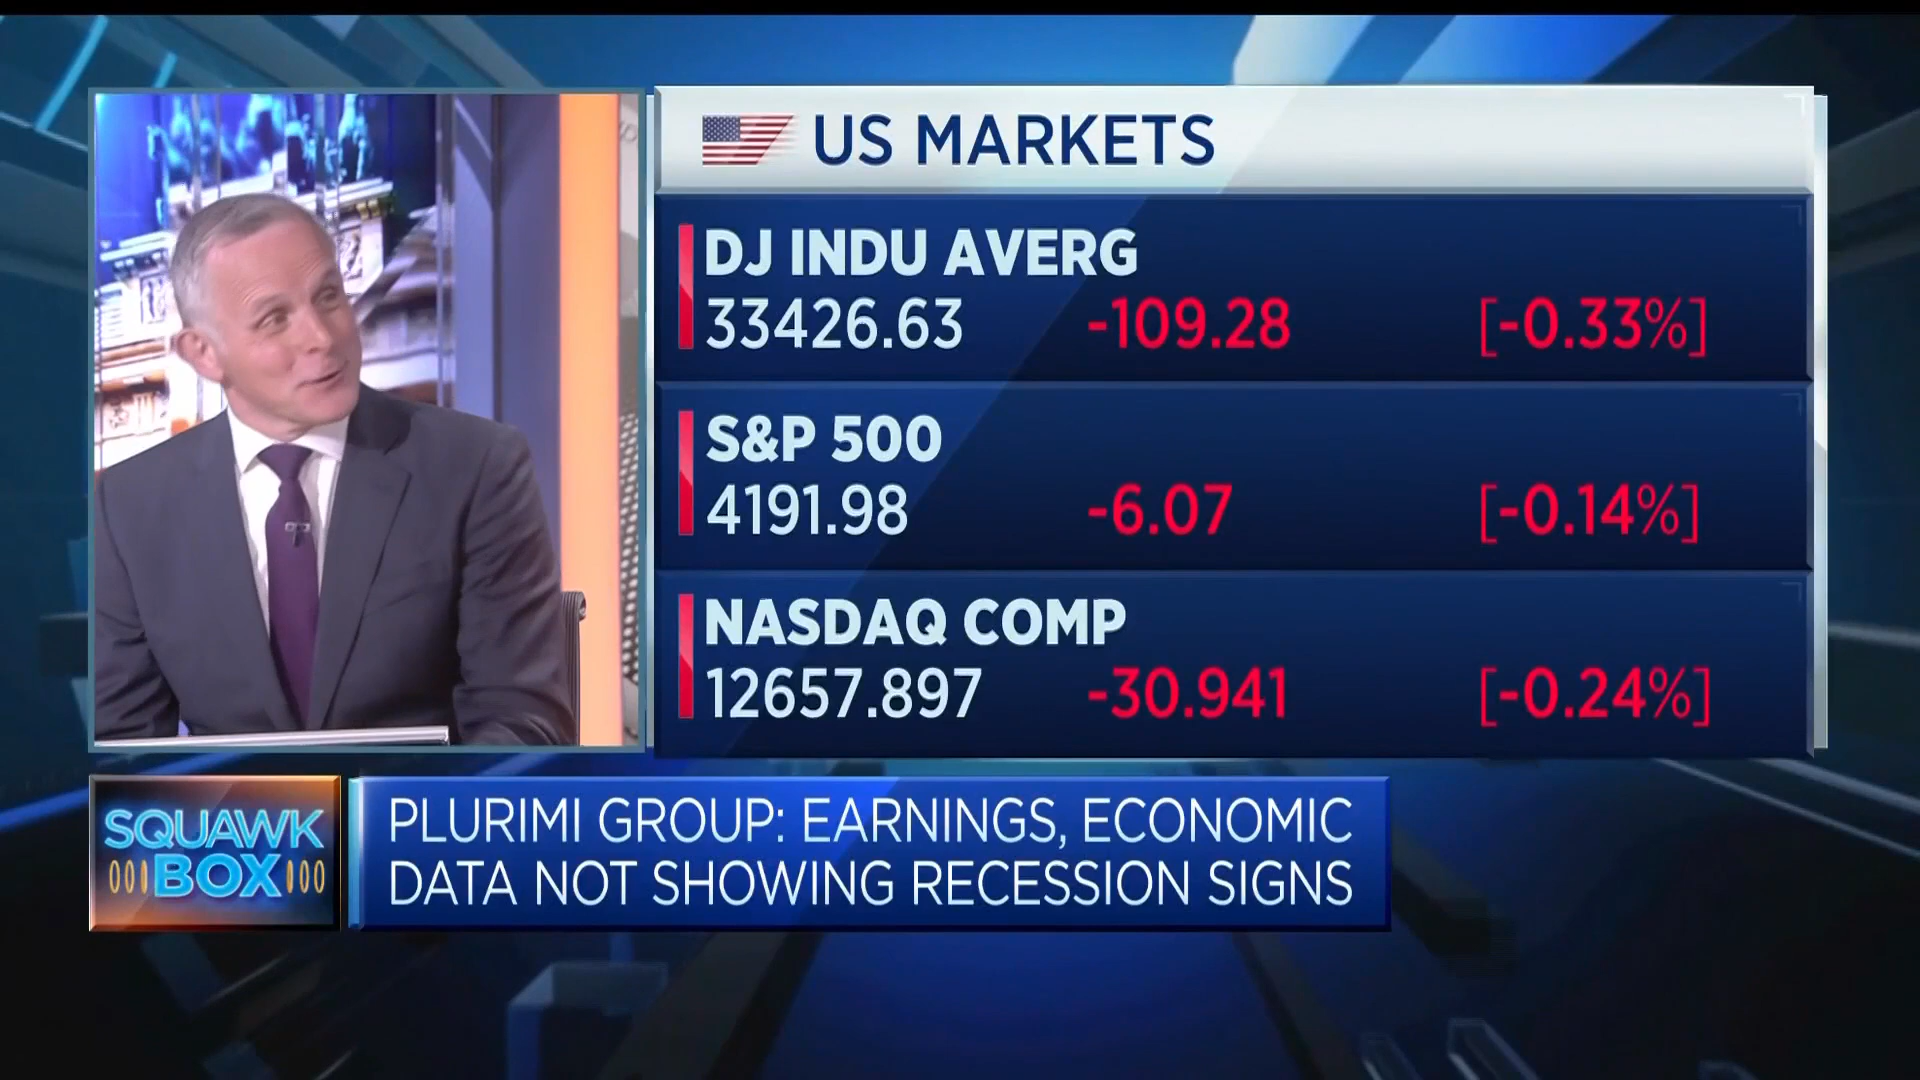 US MARKETS
DJ INDU AVERG
33426.63 -109.28 [-0.33%]
S&P 500
4191.98 -6.07 [-0.14%]
NASDAQ COMP
12657.897 -30.941 [-0.24%]
SQUAWK
BOX
PLURIMI GROUP: EARNINGS, ECONOMIC
DATA NOT SHOWING RECESSION SIGNS